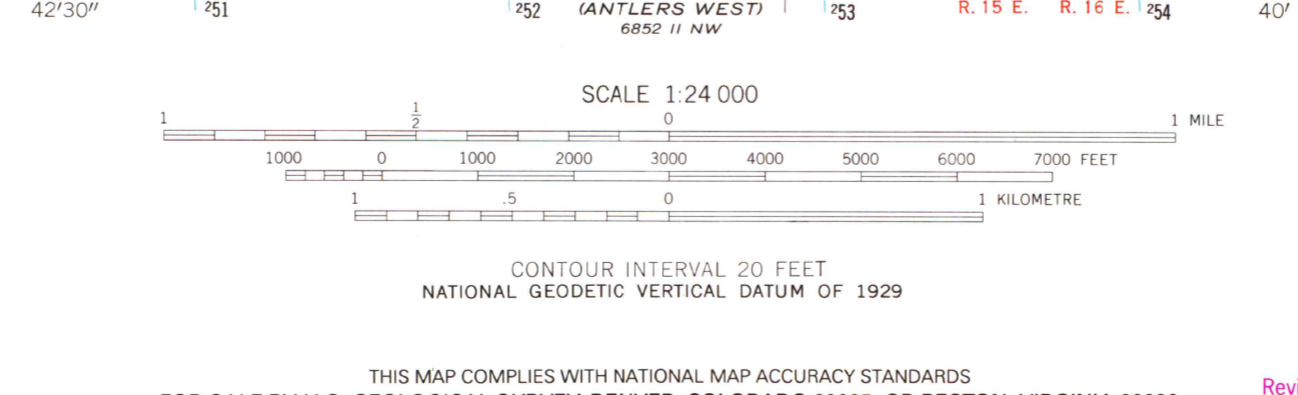 42'30" ²51 ²52 (ANTLERS WEST) ²53 R. 15 E. R. 16 E. ²54 40'
6852 II NW
SCALE 1:24 000
1 1/2 0 1 MILE
1000 0 1000 2000 3000 4000 5000 6000 7000 FEET
1 .5 0 1 KILOMETRE
CONTOUR INTERVAL 20 FEET
NATIONAL GEODETIC VERTICAL DATUM OF 1929
THIS MAP COMPLIES WITH NATIONAL MAP ACCURACY STANDARDS
Revi